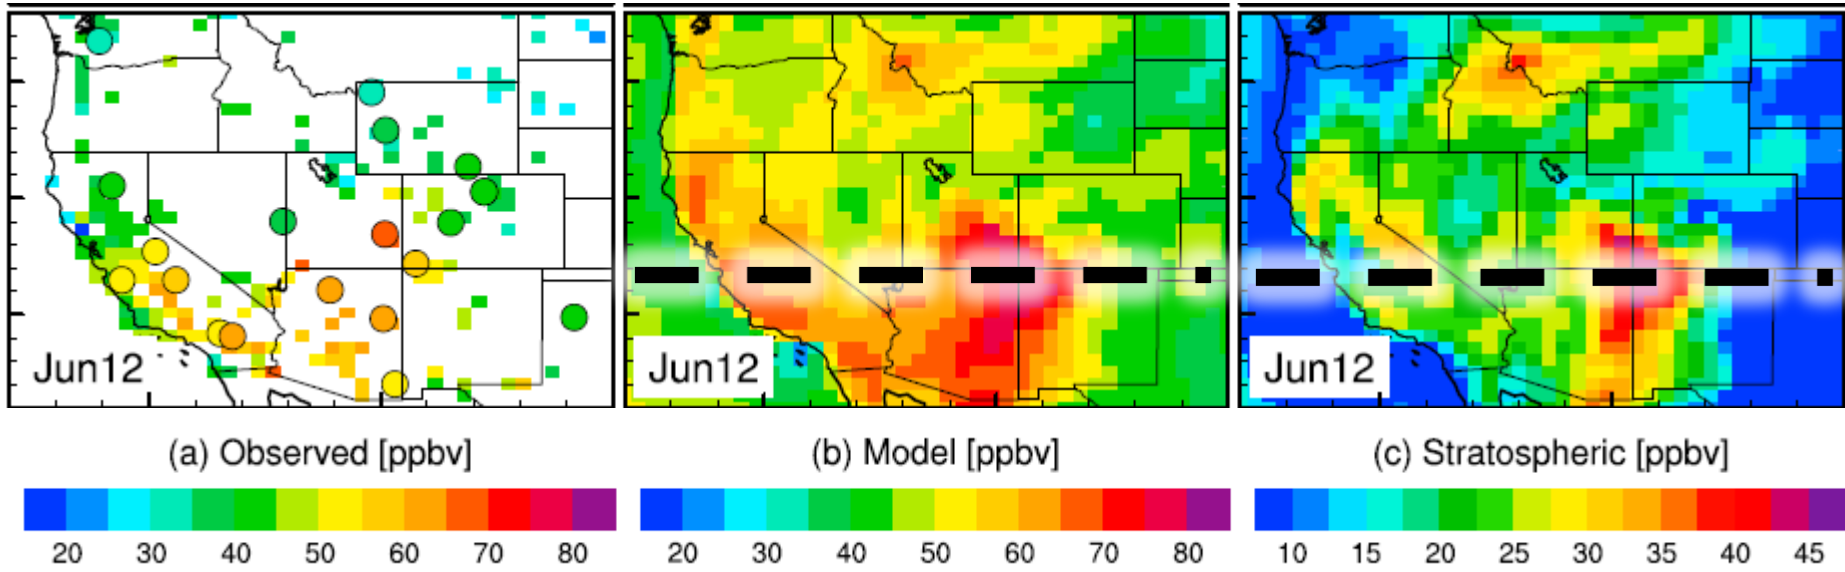 Jun12
Jun12
Jun12
(a) Observed [ppbv]
(b) Model [ppbv]
(c) Stratospheric [ppbv]
20 30 40 50 60 70 80
20 30 40 50 60 70 80
10 15 20 25 30 35 40 45